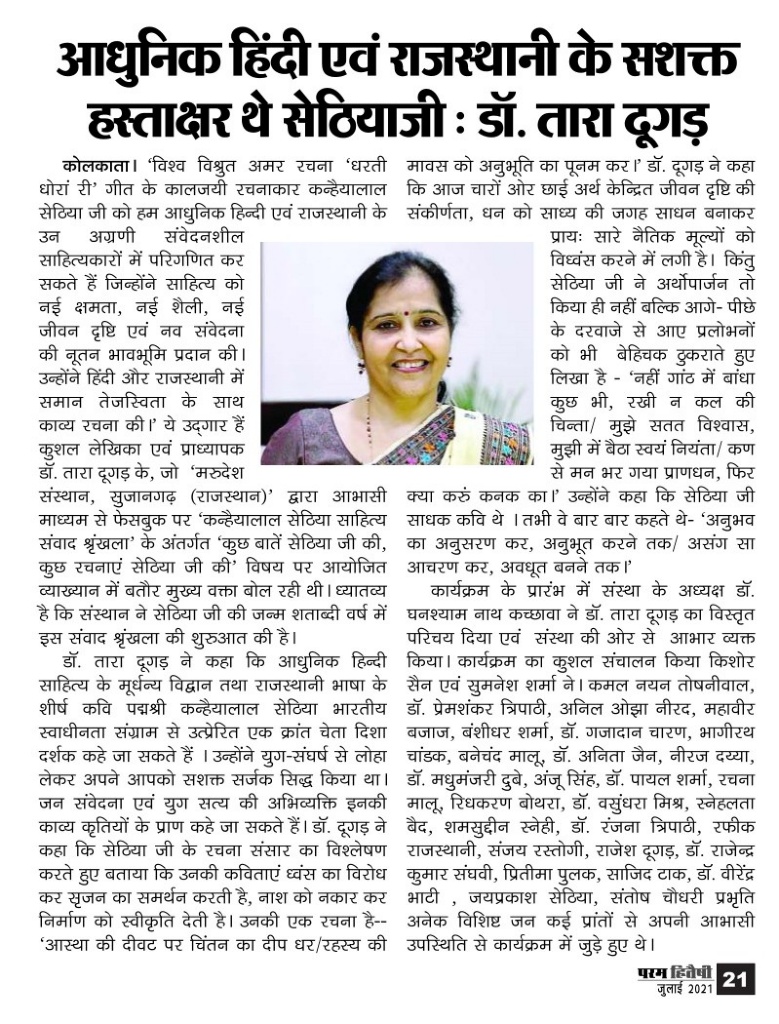 आधुनिक हिंदी एवं राजस्थानी के सशक्त
हस्ताक्षर थे सेठियाजी : डॉ. तारा दूगड़
कोलकाता। ‘विश्व विश्रुत अमर रचना ‘धरती
धोरां री’ गीत के कालजयी रचनाकार कन्हैयालाल
सेठिया जी को हम आधुनिक हिन्दी एवं राजस्थानी के
उन अग्रणी संवेदनशील
साहित्यकारों में परिगणित कर
सकते हैं जिन्होंने साहित्य को
नई क्षमता, नई शैली, नई
जीवन दृष्टि एवं नव संवेदना
की नूतन भावभूमि प्रदान की।
उन्होंने हिंदी और राजस्थानी में
समान तेजस्विता के साथ
काव्य रचना की।’ ये उद्‌गार हैं
कुशल लेखिका एवं प्राध्यापक
डॉ. तारा दूगड़ के, जो ‘मरुदेश
संस्थान, सुजानगढ़ (राजस्थान)’ द्वारा आभासी
माध्यम से फेसबुक पर ‘कन्हैयालाल सेठिया साहित्य
संवाद श्रृंखला’ के अंतर्गत ‘कुछ बातें सेठिया जी की,
कुछ रचनाएं सेठिया जी की’ विषय पर आयोजित
व्याख्यान में बतौर मुख्य वक्ता बोल रही थी। ध्यातव्य
है कि संस्थान ने सेठिया जी की जन्म शताब्दी वर्ष में
इस संवाद श्रृंखला की शुरुआत की है।
डॉ. तारा दूगड़ ने कहा कि आधुनिक हिन्दी
साहित्य के मूर्धन्य विद्वान तथा राजस्थानी भाषा के
शीर्ष कवि पद्मश्री कन्हैयालाल सेठिया भारतीय
स्वाधीनता संग्राम से उत्प्रेरित एक क्रांत चेता दिशा
दर्शक कहे जा सकते हैं । उन्होंने युग-संघर्ष से लोहा
लेकर अपने आपको सशक्त सर्जक सिद्ध किया था।
जन संवेदना एवं युग सत्य की अभिव्यक्ति इनकी
काव्य कृतियों के प्राण कहे जा सकते हैं। डॉ. दूगड़ ने
कहा कि सेठिया जी के रचना संसार का विश्लेषण
करते हुए बताया कि उनकी कविताएं ध्वंस का विरोध
कर सृजन का समर्थन करती है, नाश को नकार कर
निर्माण को स्वीकृति देती है। उनकी एक रचना है--
‘आस्था की दीवट पर चिंतन का दीप धर/रहस्य की
मावस को अनुभूति का पूनम कर।’ डॉ. दूगड़ ने कहा
कि आज चारों ओर छाई अर्थ केन्द्रित जीवन दृष्टि की
संकीर्णता, धन को साध्य की जगह साधन बनाकर
प्रायः सारे नैतिक मूल्यों को
विध्वंस करने में लगी है। किंतु
सेठिया जी ने अर्थोपार्जन तो
किया ही नहीं बल्कि आगे- पीछे
के दरवाजे से आए प्रलोभनों
को भी बेहिचक ठुकराते हुए
लिखा है - ‘नहीं गांठ में बांधा
कुछ भी, रखी न कल की
चिन्ता/ मुझे सतत विश्वास,
मुझी में बैठा स्वयं नियंता/ कण
से मन भर गया प्राणधन, फिर
क्या करुं कनक का।’ उन्होंने कहा कि सेठिया जी
साधक कवि थे । तभी वे बार बार कहते थे- ‘अनुभव
का अनुसरण कर, अनुभूत करने तक/ असंग सा
आचरण कर, अवधूत बनने तक।’
कार्यक्रम के प्रारंभ में संस्था के अध्यक्ष डॉ.
घनश्याम नाथ कच्छावा ने डॉ. तारा दूगड़ का विस्तृत
परिचय दिया एवं संस्था की ओर से आभार व्यक्त
किया। कार्यक्रम का कुशल संचालन किया किशोर
सैन एवं सुमनेश शर्मा ने। कमल नयन तोषनीवाल,
डॉ. प्रेमशंकर त्रिपाठी, अनिल ओझा नीरद, महावीर
बजाज, बंशीधर शर्मा, डॉ. गजादान चारण, भागीरथ
चांडक, बनेचंद मालू, डॉ. अनिता जैन, नीरज दय्या,
डॉ. मधुमंजरी दुबे, अंजू सिंह, डॉ. पायल शर्मा, रचना
मालू, रिधकरण बोथरा, डॉ. वसुंधरा मिश्र, स्नेहलता
बैद, शमसुद्दीन स्नेही, डॉ. रंजना त्रिपाठी, रफीक
राजस्थानी, संजय रस्तोगी, राजेश दूगड़, डॉ. राजेन्द्र
कुमार संघवी, प्रितीमा पुलक, साजिद टाक, डॉ. वीरेंद्र
भाटी , जयप्रकाश सेठिया, संतोष चौधरी प्रभृति
अनेक विशिष्ट जन कई प्रांतों से अपनी आभासी
उपस्थिति से कार्यक्रम में जुड़े हुए थे।
परम हितैषी
जुलाई 2021
21